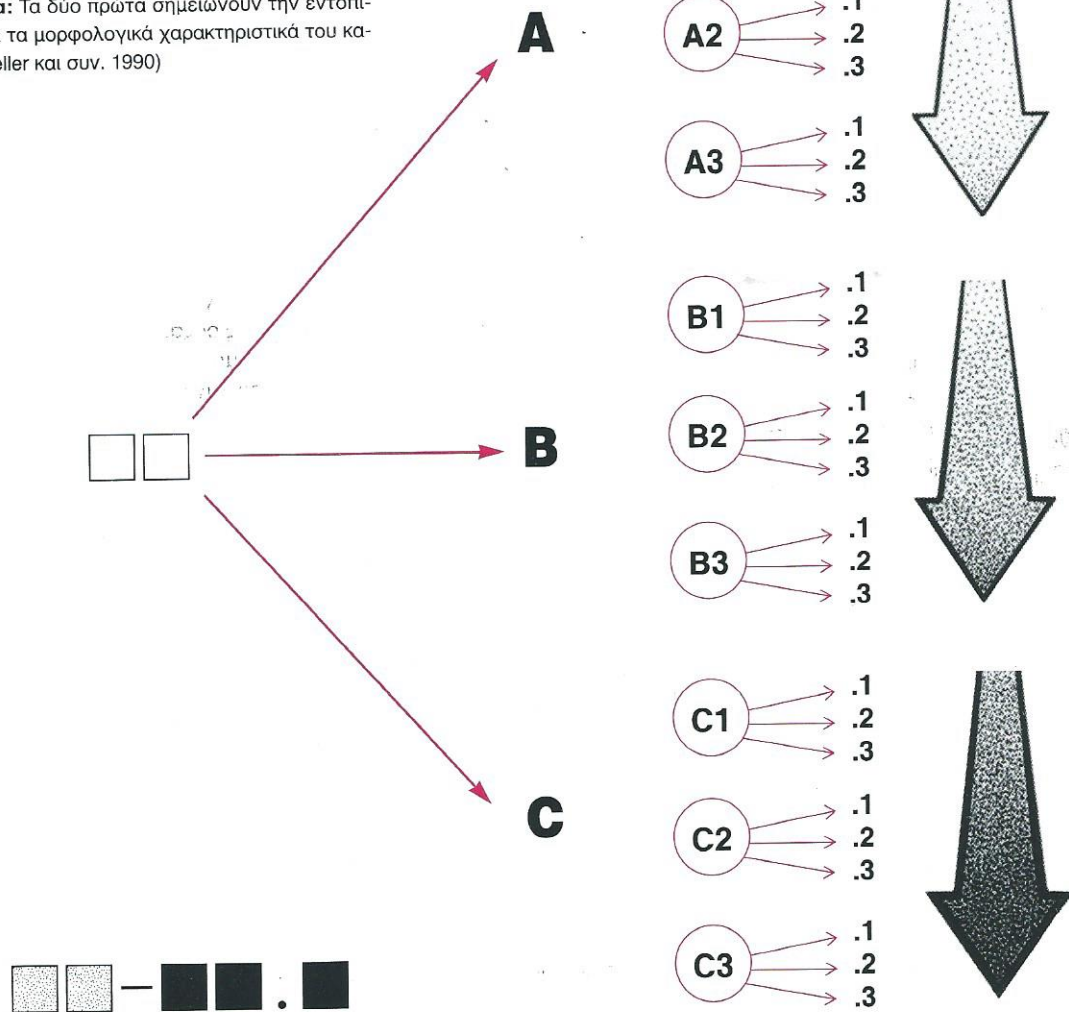 Τα δύο πρώτα σημειώνουν την εντοπι-
τα μορφολογικά χαρακτηριστικά του κα-
και συν. 1990)
A
A2
.1
.2
.3
A3
.1
.2
.3
B
B1
.1
.2
.3
B2
.1
.2
.3
B3
.1
.2
.3
C
C1
.1
.2
.3
C2
.1
.2
.3
C3
.1
.2
.3